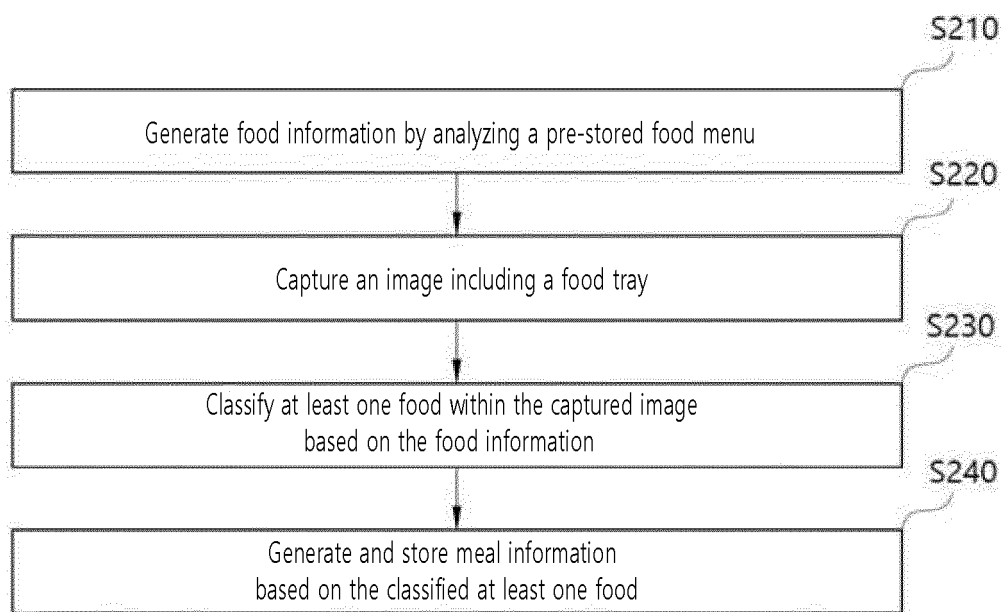 S210
Generate food information by analyzing a pre-stored food menu
S220
Capture an image including a food tray
S230
Classify at least one food within the captured image
based on the food information
S240
Generate and store meal information
based on the classified at least one food